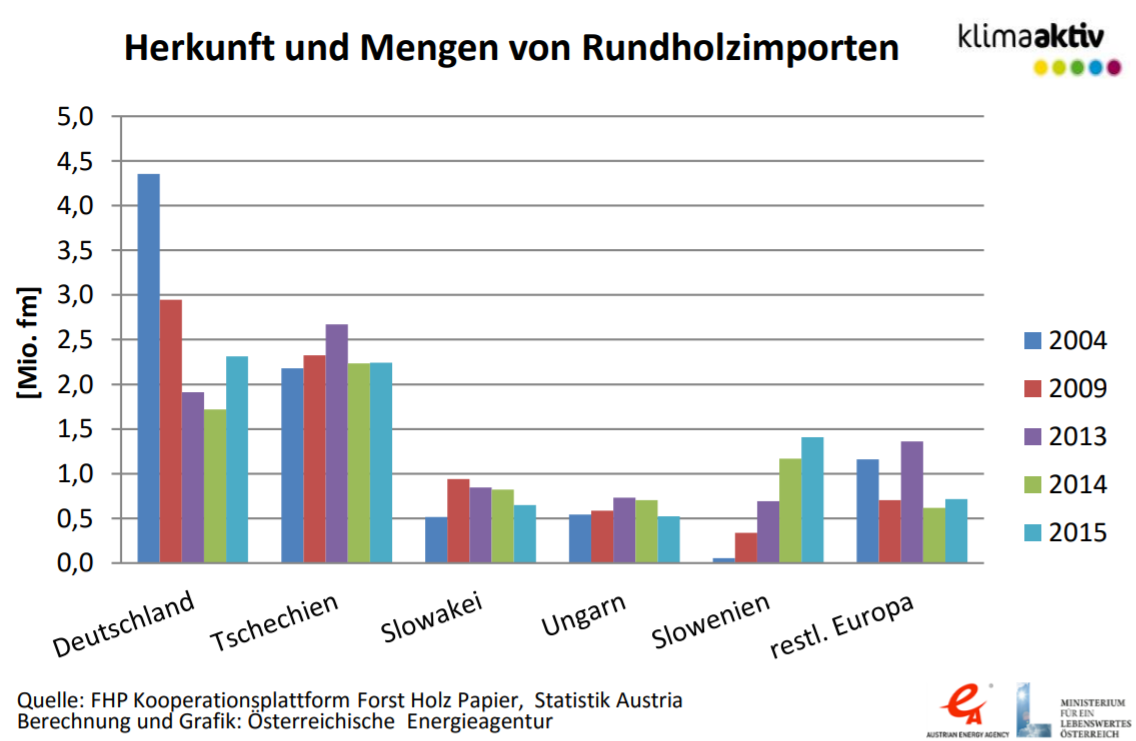 Herkunft und Mengen von Rundholzimporten
klimaaktiv
5,0
4,5
4,0
3,5
3,0
2,5
2,0
1,5
1,0
0,5
0,0
[Mio. fm]
Deutschland
Tschechien
Slowakei
Ungarn
Slowenien
restl. Europa
2004
2009
2013
2014
2015
Quelle: FHP Kooperationsplattform Forst Holz Papier, Statistik Austria
Berechnung und Grafik: Österreichische Energieagentur
AUSTRIAN ENERGY AGENCY
MINISTERIUM
FÜR EIN
LEBENSWERTES
ÖSTERREICH